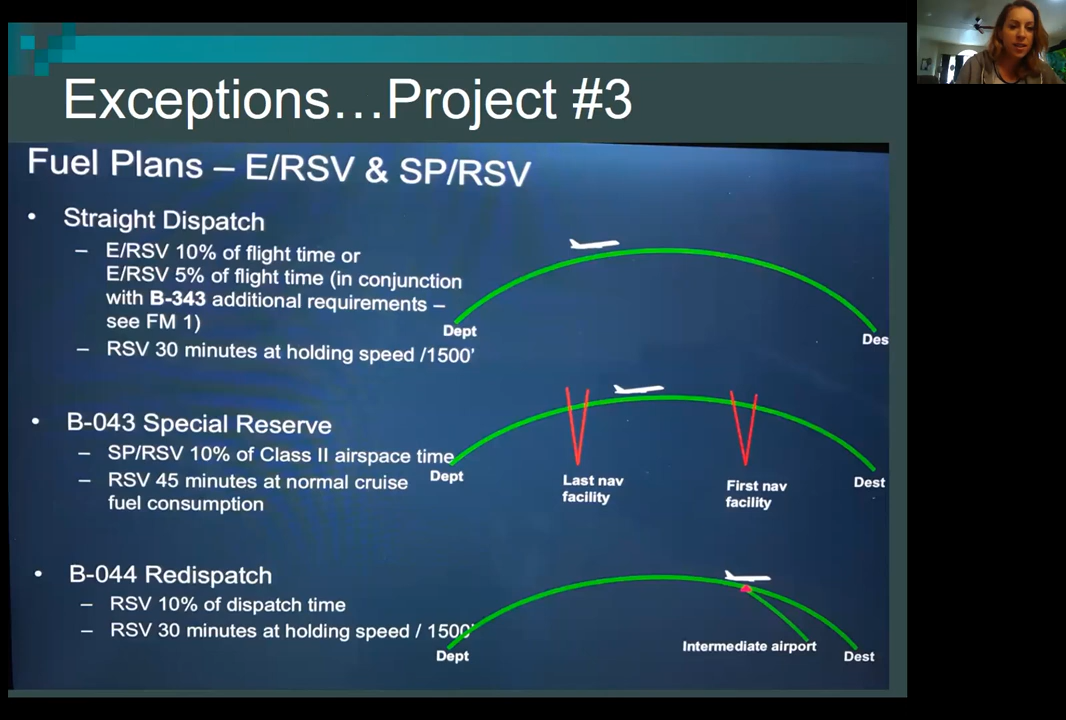 Exceptions…Project #3
Fuel Plans – E/RSV & SP/RSV
• Straight Dispatch
– E/RSV 10% of flight time or
E/RSV 5% of flight time (in conjunction
with B-343 additional requirements –
see FM 1)
– RSV 30 minutes at holding speed /1500'
Dept
Des
• B-043 Special Reserve
– SP/RSV 10% of Class II airspace time
– RSV 45 minutes at normal cruise
fuel consumption
Dept
Last nav
facility
First nav
facility
Dest
• B-044 Redispatch
– RSV 10% of dispatch time
– RSV 30 minutes at holding speed / 1500'
Dept
Intermediate airport
Dest